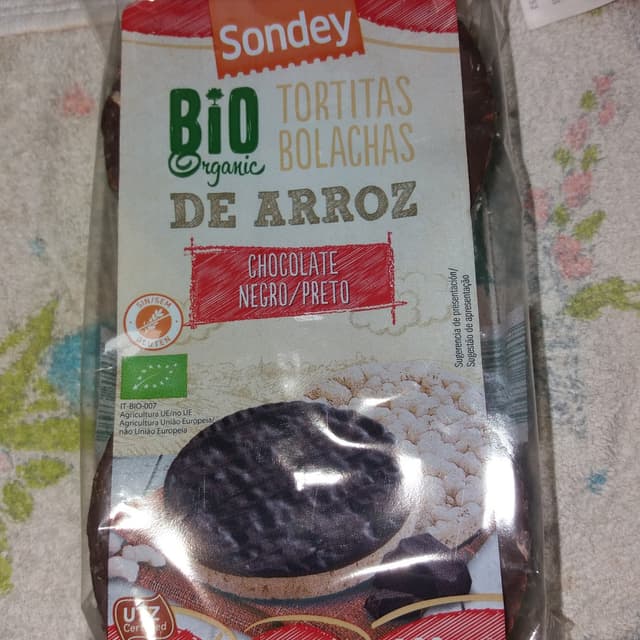 Sondey
BiO
Organic
TORTITAS
BOLACHAS
DE ARROZ
CHOCOLATE
NEGRO/PRETO
SIN/SEM
GLUTEN
IT-BIO-007
Agricultura UE/no UE
Agricultura União Europeia/
não União Europeia
Sugerencia de presentación/
Sugestão de apresentação
UTZ
Certified